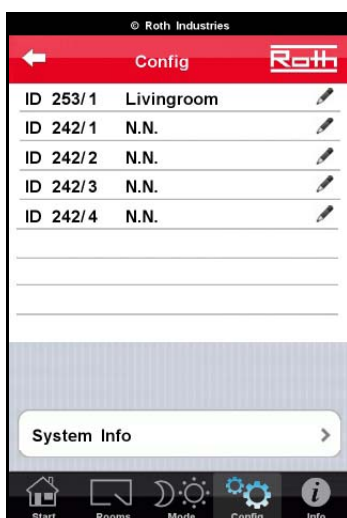 © Roth Industries
Config
Roth
ID 253/1 Livingroom
ID 242/1 N.N.
ID 242/2 N.N.
ID 242/3 N.N.
ID 242/4 N.N.
System Info
Start Rooms Mode Config Info